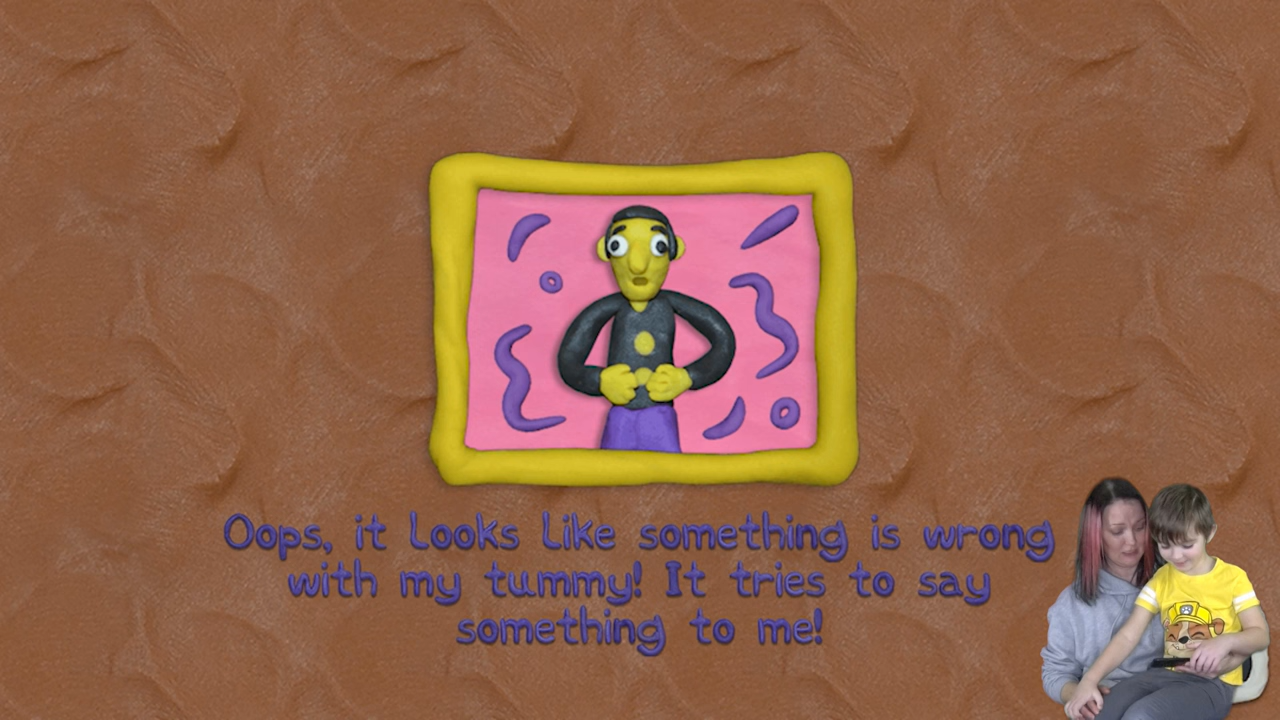 Oops, it looks like something is wrong
with my tummy! It tries to say
something to me!